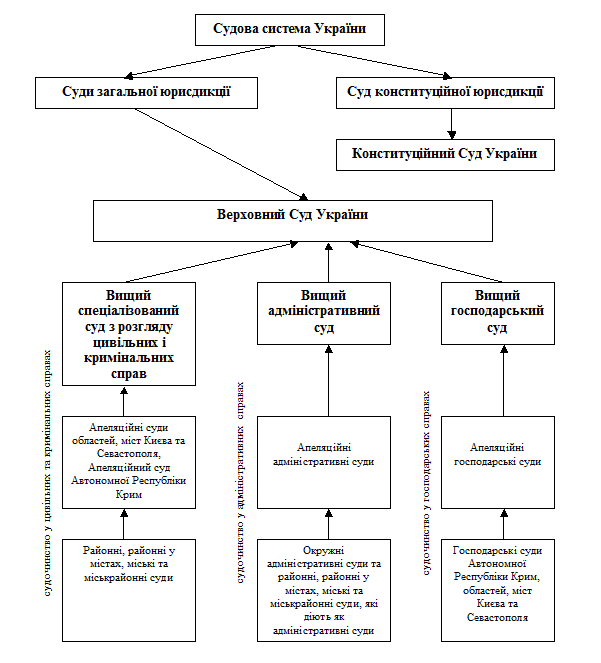 Судова система України
Суди загальної юрисдикції
Суд конституційної юрисдикції
Конституційний Суд України
Верховний Суд України
Вищий
спеціалізований
суд з розгляду
цивільних і
кримінальних
справ
Вищий
адміністративний
суд
Вищий
господарський
суд
судочинство у цивільних та кримінальних справах
судочинство у адміністративних справах
судочинство у господарських справах
Апеляційні суди
областей, міст Києва та
Севастополя,
Апеляційний суд
Автономної Республіки
Крим
Апеляційні
адміністративні суди
Апеляційні
господарські суди
Районні, районні у
містах, міські та
міськрайонні суди
Окружні
адміністративні суди та
районні, районні у
містах, міські та
міськрайонні суди, які
діють як
адміністративні суди
Господарські суди
Автономної
Республіки Крим,
областей, міст
Києва та
Севастополя